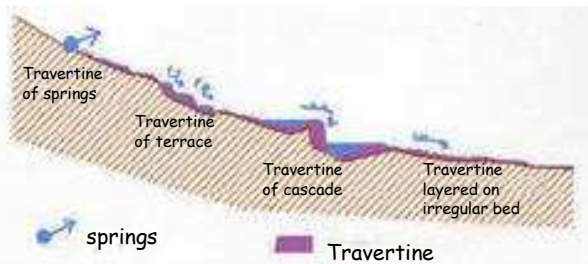 Travertine
of springs
Travertine
of terrace
Travertine
of cascade
Travertine
layered on
irregular bed
springs
Travertine